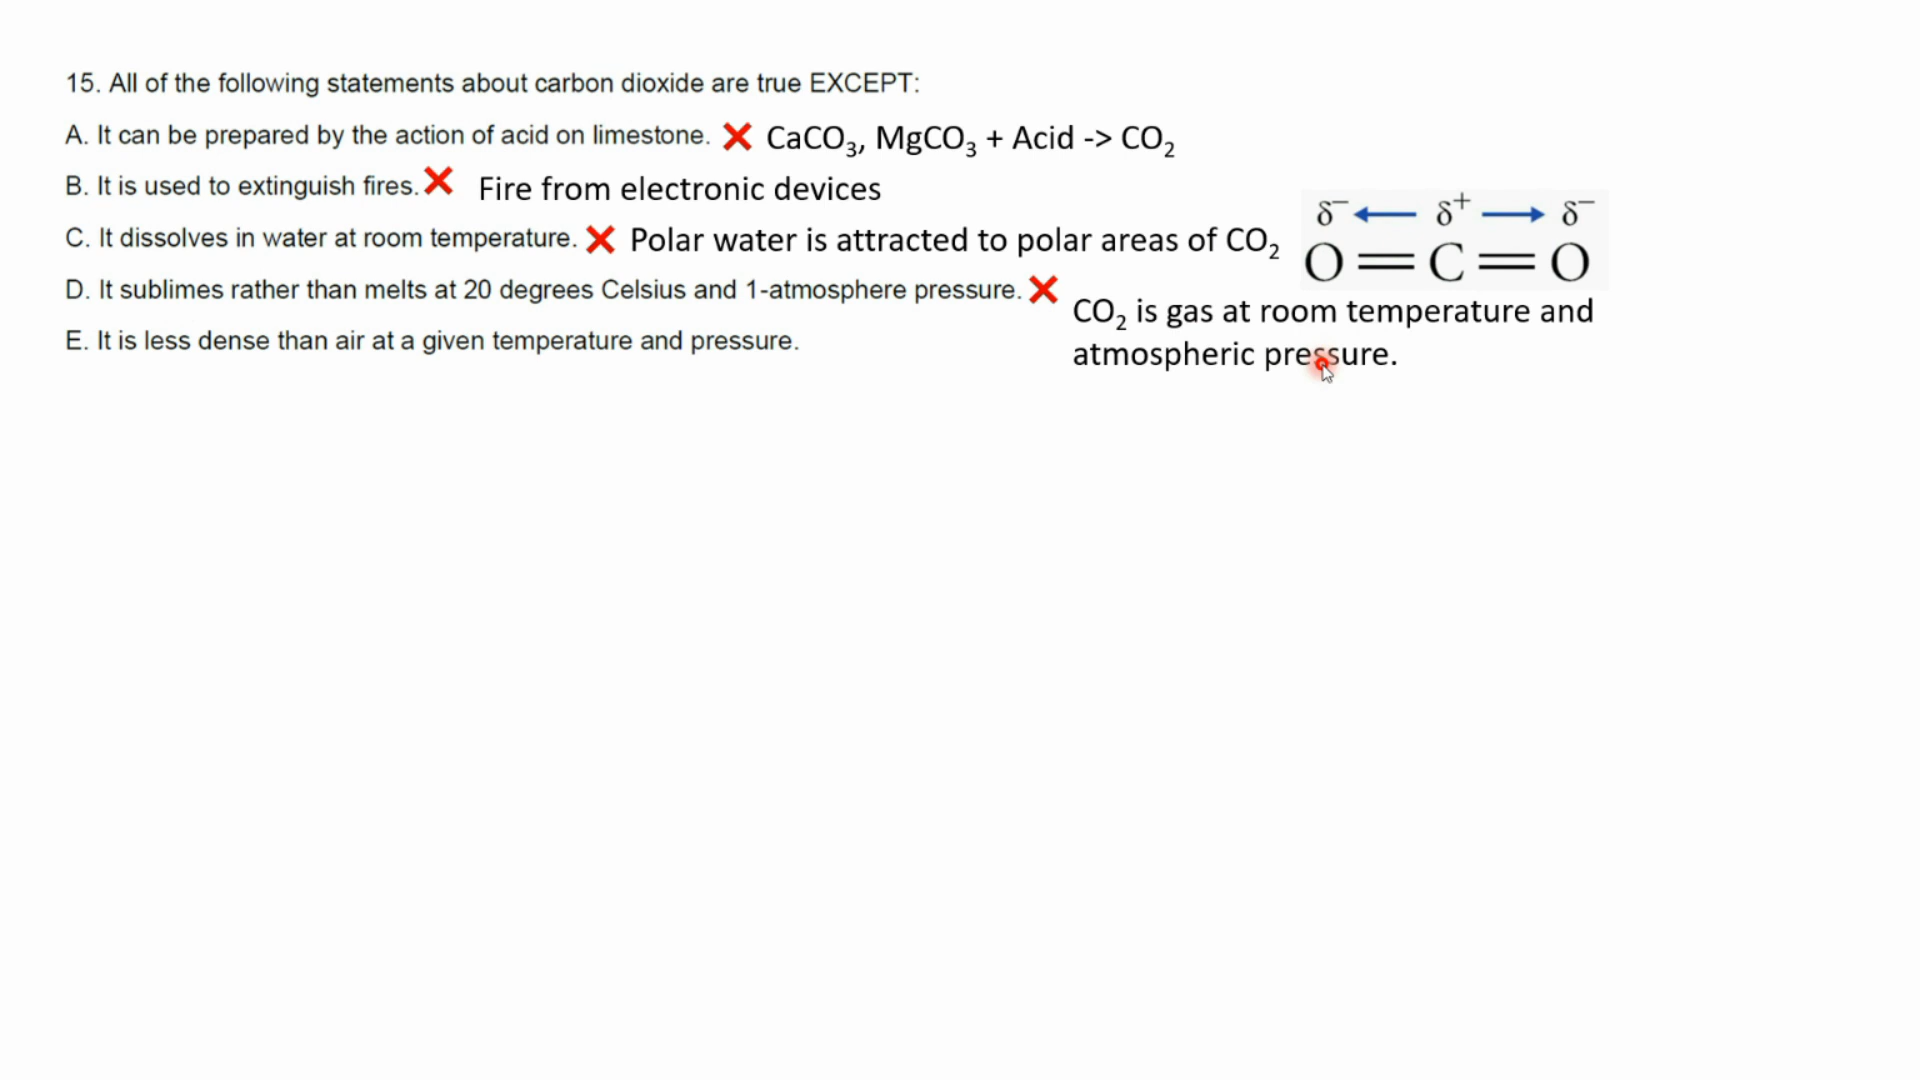 15. All of the following statements about carbon dioxide are true EXCEPT:
A. It can be prepared by the action of acid on limestone. ❌ CaCO₃, MgCO₃ + Acid -> CO₂
B. It is used to extinguish fires. ❌ Fire from electronic devices
δ⁻ ← δ⁺ → δ⁻
C. It dissolves in water at room temperature. ❌ Polar water is attracted to polar areas of CO₂
O=C=O
D. It sublimes rather than melts at 20 degrees Celsius and 1-atmosphere pressure. ❌
CO₂ is gas at room temperature and
atmospheric pressure.
E. It is less dense than air at a given temperature and pressure.